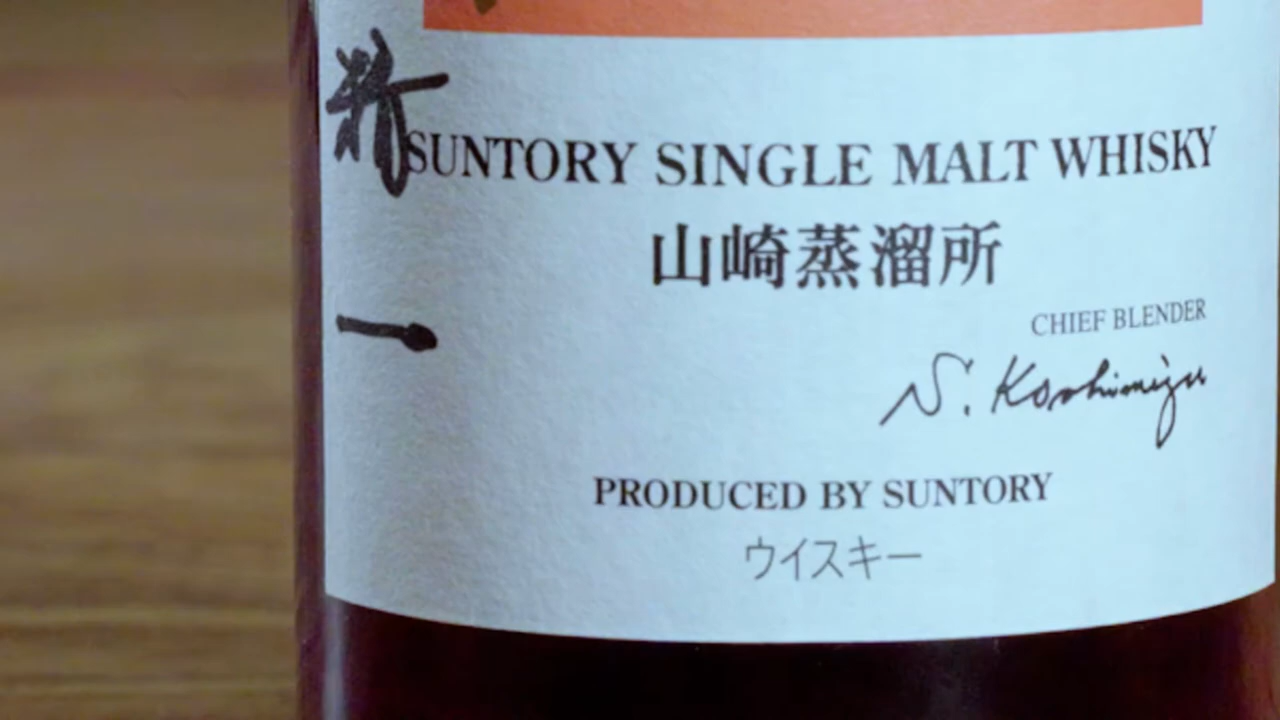 SUNTORY SINGLE MALT WHISKY
山崎蒸溜所
CHIEF BLENDER
S. Koshimizu
PRODUCED BY SUNTORY
ウイスキー
一